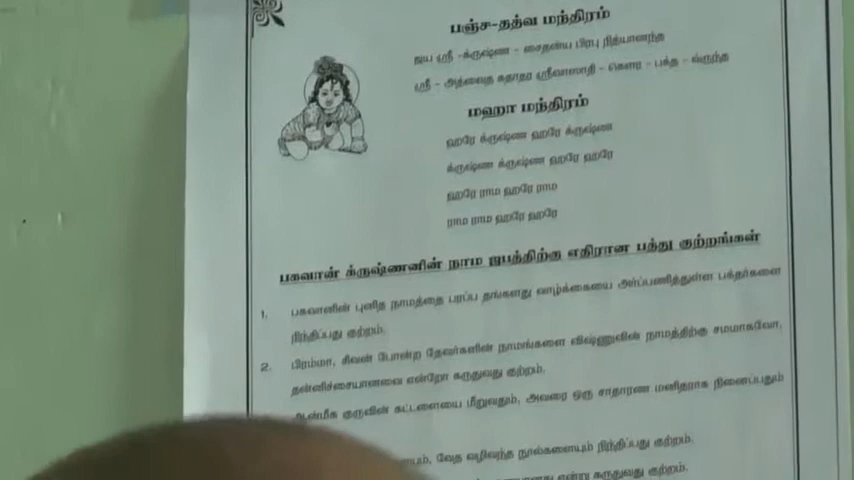 பஞ்ச-தத்வ மந்திரம்
ஜய ஸ்ரீ -க்ருஷ்ண - சைதன்ய பிரபு நித்யானந்த
ஸ்ரீ - அத்வைத கதாதர ஸ்ரீவாஸாதி - கௌர - பக்த - வ்ருந்த
மஹா மந்திரம்
ஹரே க்ருஷ்ண ஹரே க்ருஷ்ண
க்ருஷ்ண க்ருஷ்ண ஹரே ஹரே
ஹரே ராம ஹரே ராம
ராம ராம ஹரே ஹரே
பகவான் க்ருஷ்ணனின் நாம ஜபத்திற்கு எதிரான பத்து குற்றங்கள்
1. பகவானின் புனித நாமத்தை பரப்ப தங்களது வாழ்க்கையை அர்ப்பணித்துள்ள பக்தர்களை
நிந்திப்பது குற்றம்.
2. பிரம்மா, சிவன் போன்ற தேவர்களின் நாமங்களை விஷ்ணுவின் நாமத்திற்கு சமமாகவோ,
தன்னிச்சையானவை என்றோ கருதுவது குற்றம்.
ஆன்மீக குருவின் கட்டளையை மீறுவதும், அவரை ஒரு சாதாரண மனிதராக நினைப்பதும்
வேத வழிவந்த நூல்களையும் நிந்திப்பது குற்றம்.
என்று கருதுவது குற்றம்.